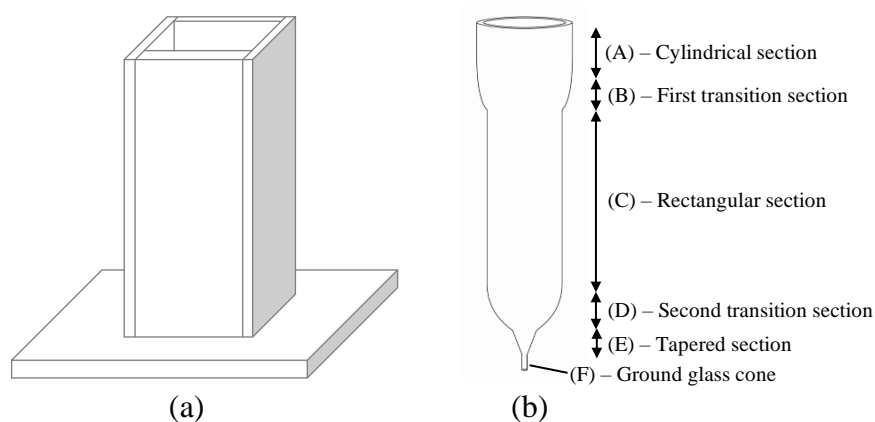 (A) – Cylindrical section
(B) – First transition section
(C) – Rectangular section
(D) – Second transition section
(E) – Tapered section
(F) – Ground glass cone
(a)
(b)